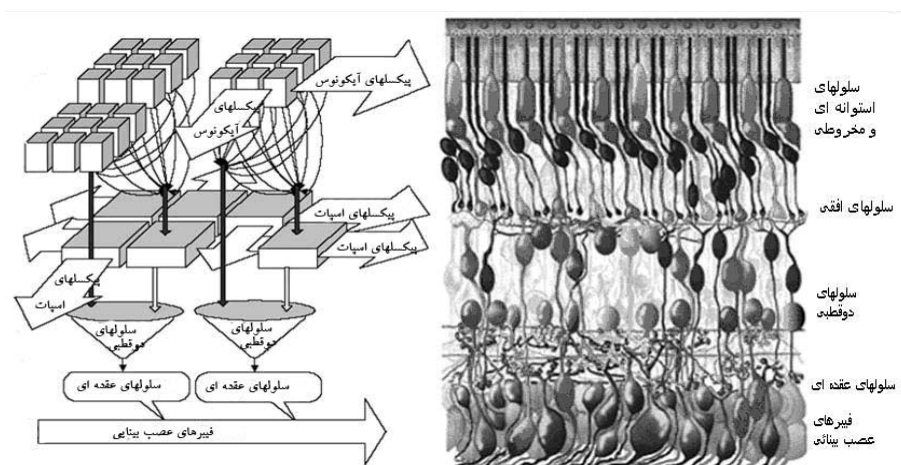 پیکسلهای آیکونوس
پیکسلهای
آیکونوس
پیکسلهای اسپات
پیکسلهای اسپات
پیکسلهای
اسپات
سلولهای
دوقطبی
سلولهای
دوقطبی
سلولهای عقده ای
سلولهای عقده ای
فیبرهای عصب بینایی
سلولهای
استوانه ای
و مخروطی
سلولهای افقی
سلولهای
دوقطبی
سلولهای عقده ای
فیبرهای
عصب بینائی